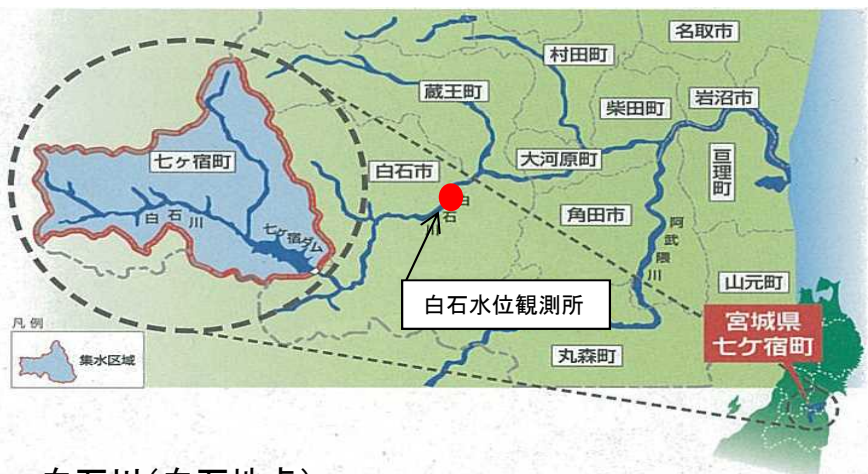 名取市
村田町
蔵王町
柴田町
岩沼市
七ヶ宿町
白石市
大河原町
亘理町
白石川
七ヶ宿ダム
白石川
角田市
阿武隈川
山元町
白石水位観測所
凡例
集水区域
丸森町
宮城県
七ケ宿町